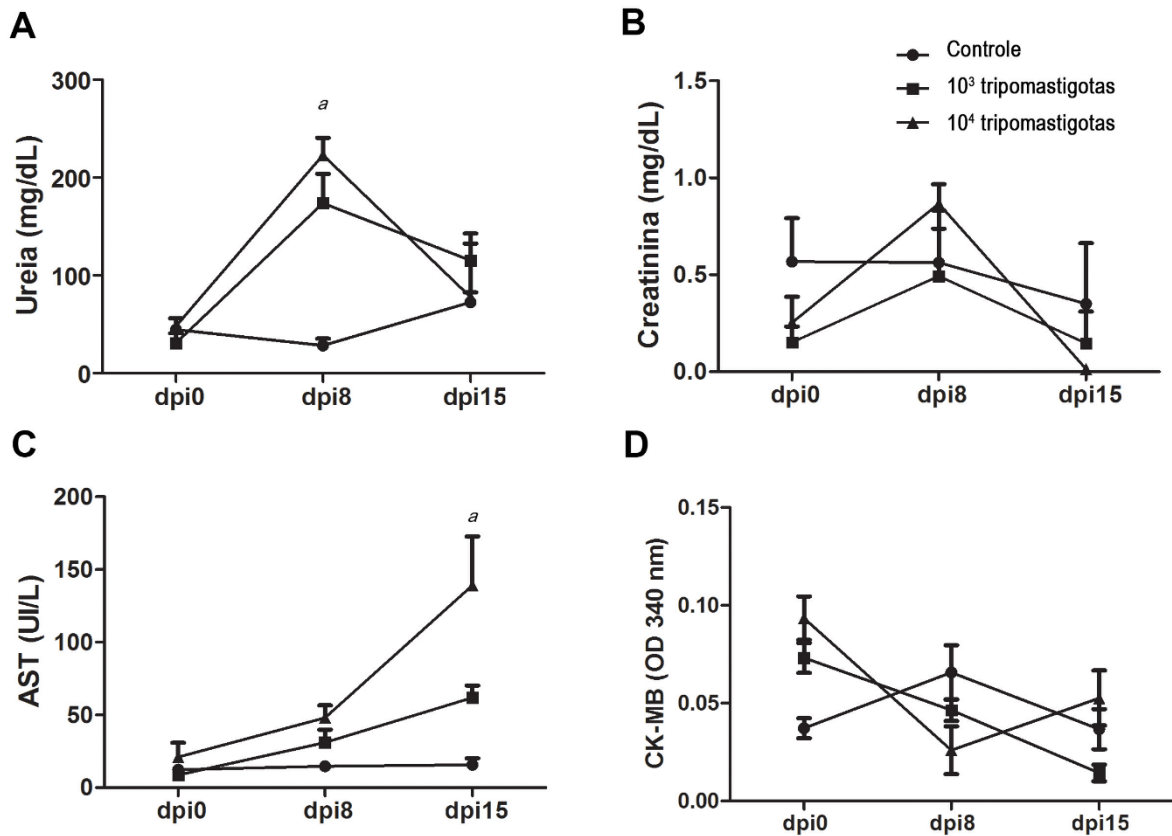 A
Ureia (mg/dL)
300
200
100
0
a
dpi0 dpi8 dpi15
B
Controle
10³ tripomastigotas
10⁴ tripomastigotas
Creatinina (mg/dL)
1.5
1.0
0.5
0.0
dpi0 dpi8 dpi15
C
AST (UI/L)
200
150
100
50
0
a
dpi0 dpi8 dpi15
D
CK-MB (OD 340 nm)
0.15
0.10
0.05
0.00
dpi0 dpi8 dpi15